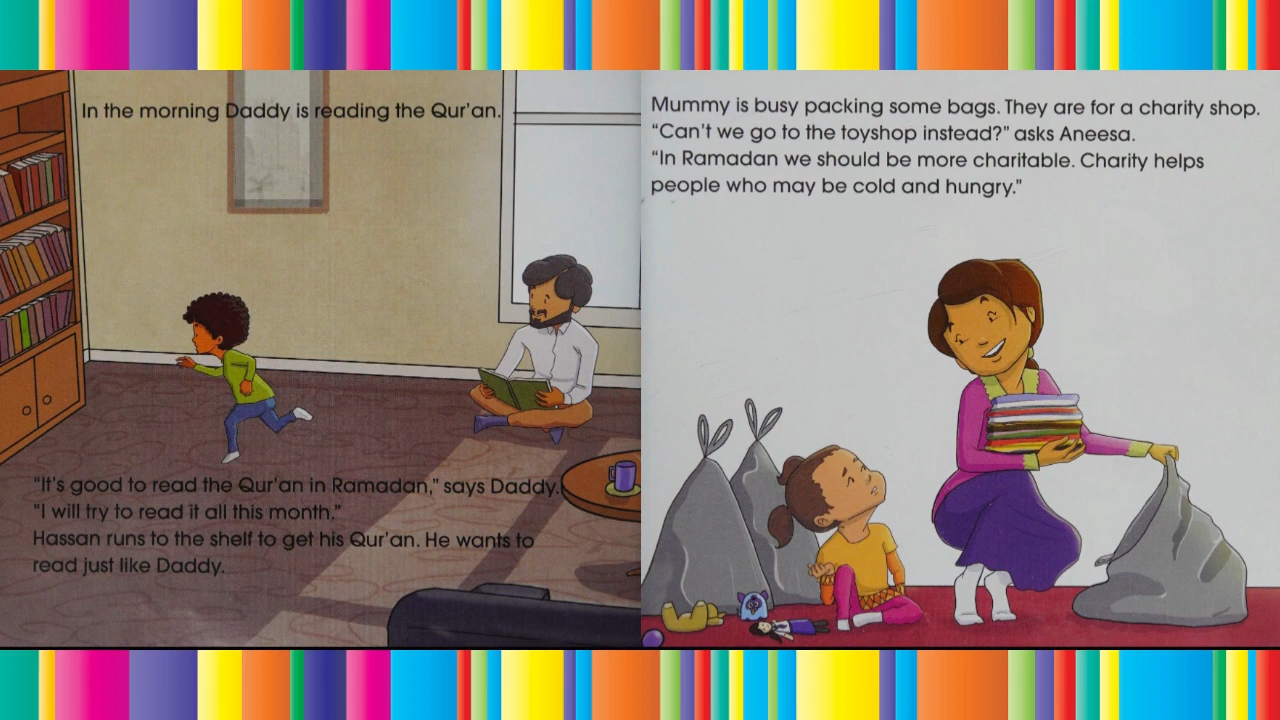 In the morning Daddy is reading the Qur'an.
"It's good to read the Qur'an in Ramadan," says Daddy.
"I will try to read it all this month."
Hassan runs to the shelf to get his Qur'an. He wants to
read just like Daddy.
Mummy is busy packing some bags. They are for a charity shop.
"Can't we go to the toyshop instead?" asks Aneesa.
"In Ramadan we should be more charitable. Charity helps
people who may be cold and hungry."